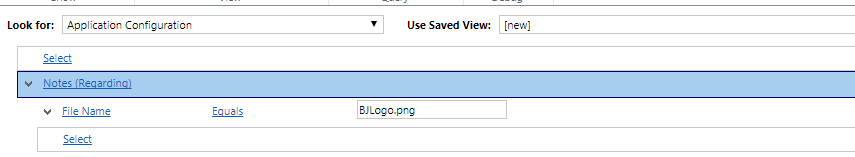 Look for: Application Configuration Use Saved View: [new]
Select
Notes (Regarding)
File Name Equals BJLogo.png
Select